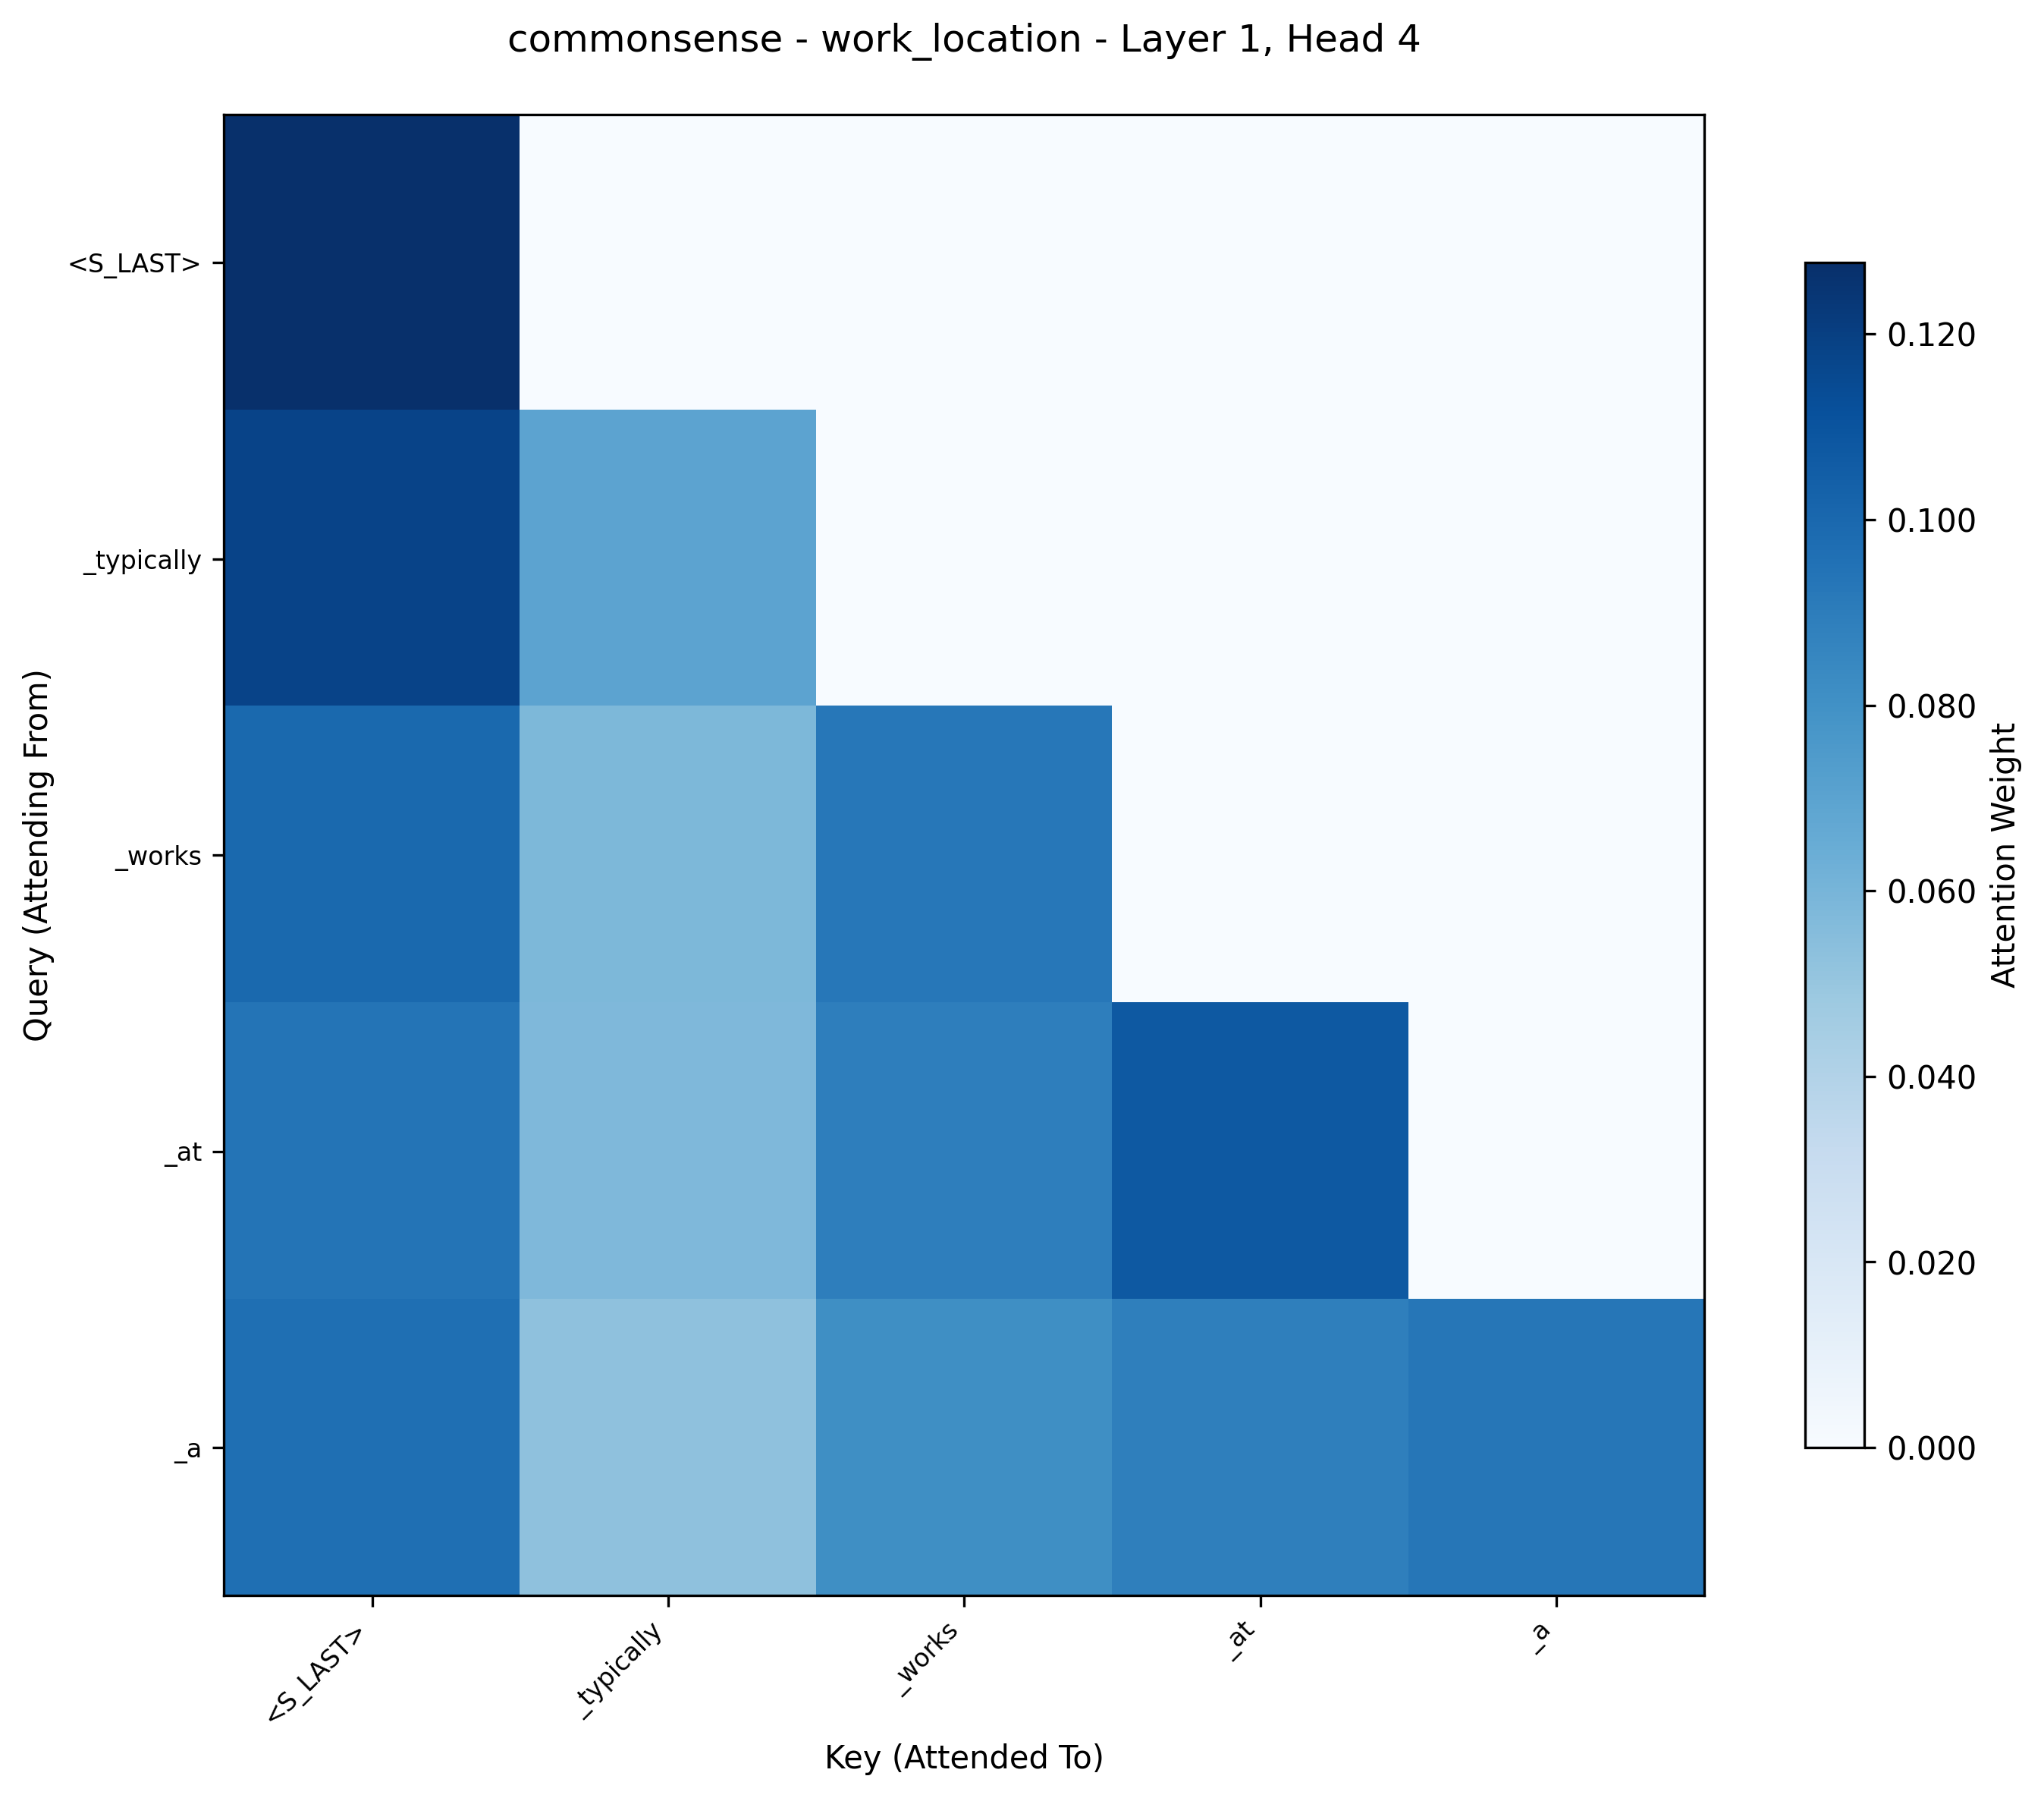 commonsense - work_location - Layer 1, Head 4
Query (Attending From)
<S_LAST>
_typically
_works
_at
_a
<S_LAST>
_typically
_works
_at
_a
Key (Attended To)
0.120
0.100
0.080
0.060
0.040
0.020
0.000
Attention Weight